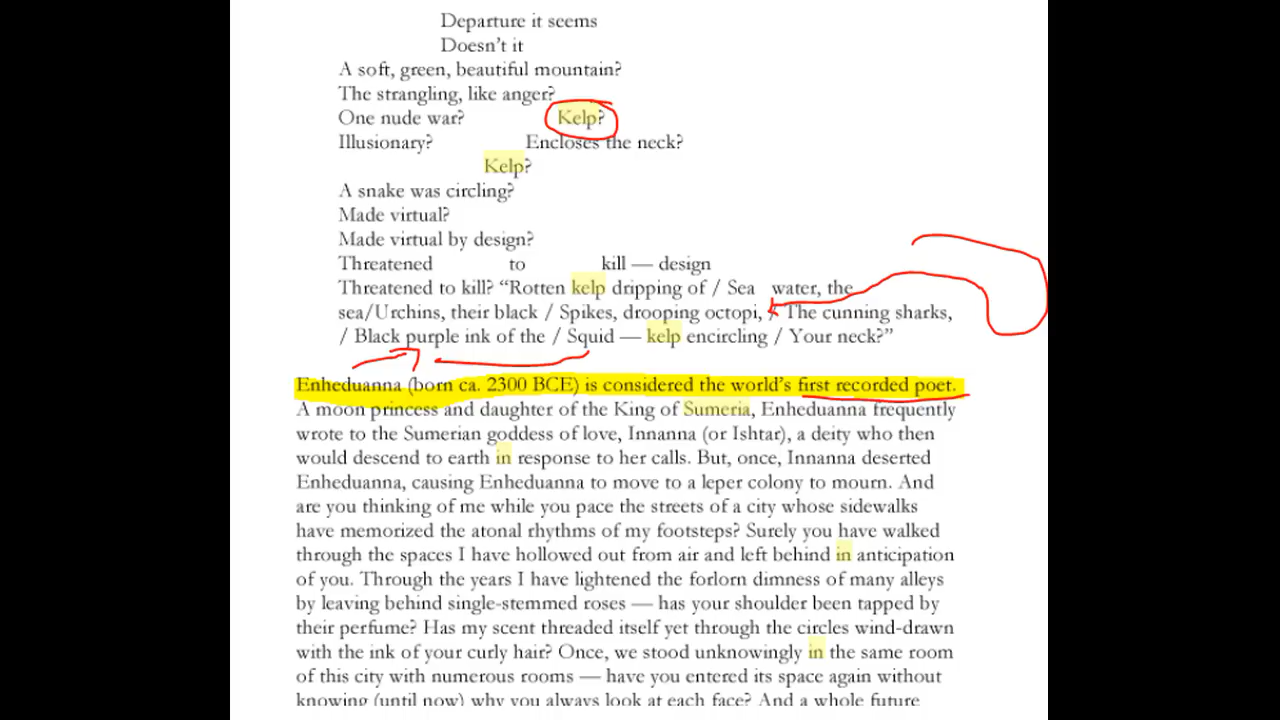 Departure it seems
Doesn't it
A soft, green, beautiful mountain?
The strangling, like anger?
One nude war? Kelp?
Illusionary? Encloses the neck?
Kelp?
A snake was circling?
Made virtual?
Made virtual by design?
Threatened to kill — design
Threatened to kill? “Rotten kelp dripping of / Sea water, the
sea/Urchins, their black / Spikes, drooping octopi, / The cunning sharks,
/ Black purple ink of the / Squid — kelp encircling / Your neck?”
Enheduanna (born ca. 2300 BCE) is considered the world's first recorded poet.
A moon princess and daughter of the King of Sumeria, Enheduanna frequently
wrote to the Sumerian goddess of love, Innanna (or Ishtar), a deity who then
would descend to earth in response to her calls. But, once, Innanna deserted
Enheduanna, causing Enheduanna to move to a leper colony to mourn. And
are you thinking of me while you pace the streets of a city whose sidewalks
have memorized the atonal rhythms of my footsteps? Surely you have walked
through the spaces I have hollowed out from air and left behind in anticipation
of you. Through the years I have lightened the forlorn dimness of many alleys
by leaving behind single-stemmed roses — has your shoulder been tapped by
their perfume? Has my scent threaded itself yet through the circles wind-drawn
with the ink of your curly hair? Once, we stood unknowingly in the same room
of this city with numerous rooms — have you entered its space again without
knowing (until now) why you always look at each face? And a whole future